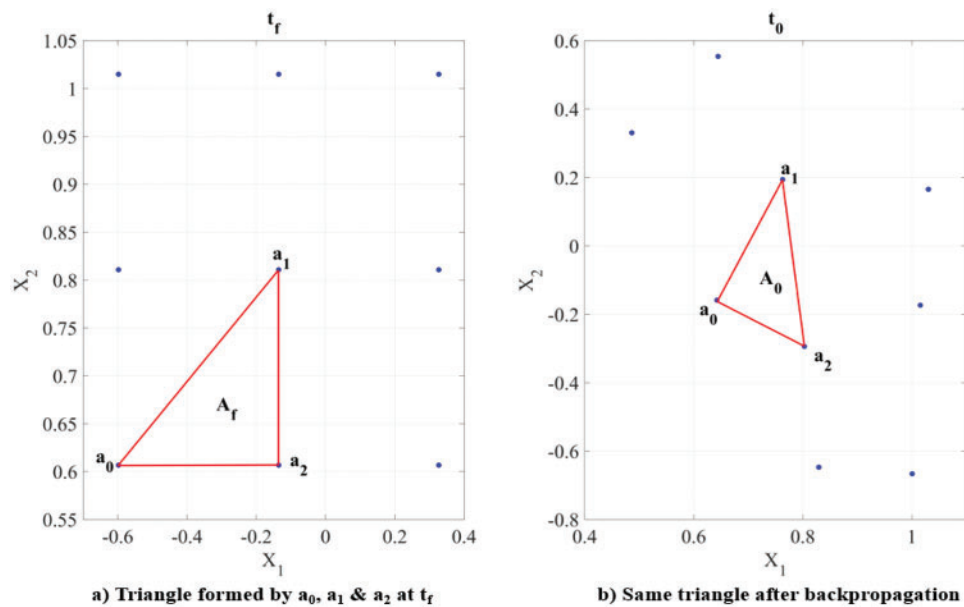 t_f
1.05
1
0.95
0.9
0.85
0.8
0.75
0.7
0.65
0.6
0.55
X_2
a_1
A_f
a_0
a_2
-0.6 -0.4 -0.2 0 0.2 0.4
X_1
a) Triangle formed by a_0, a_1 & a_2 at t_f
t_0
0.6
0.4
0.2
0
-0.2
-0.4
-0.6
-0.8
X_2
a_1
A_0
a_0
a_2
0.4 0.6 0.8 1
X_1
b) Same triangle after backpropagation